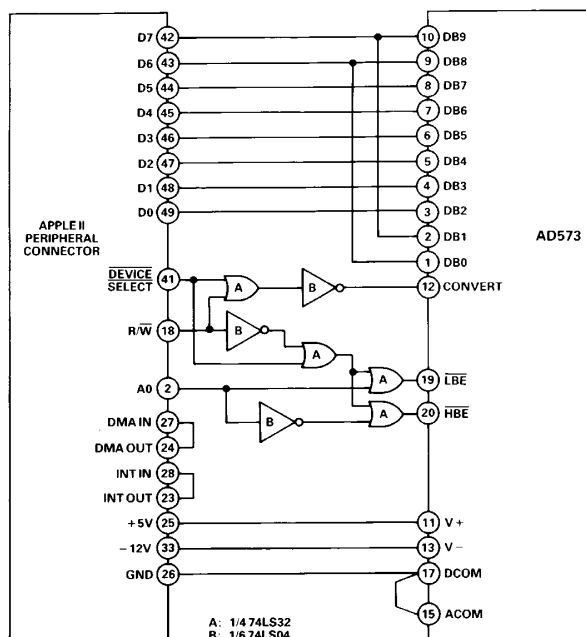 D7 42 10 DB9
D6 43 9 DB8
D5 44 8 DB7
D4 45 7 DB6
D3 46 6 DB5
D2 47 5 DB4
D1 48 4 DB3
D0 49 3 DB2
2 DB1
1 DB0
APPLE II
PERIPHERAL
CONNECTOR
AD573
DEVICE
SELECT 41 A B 12 CONVERT
R/W 18 B A
A0 2 A 19 LBE
B A 20 HBE
DMA IN 27
DMA OUT 24
INT IN 28
INT OUT 23
+5V 25 11 V+
-12V 33 13 V-
GND 26 17 DCOM
15 ACOM
A: 1/4 74LS32
B: 1/6 74LS04